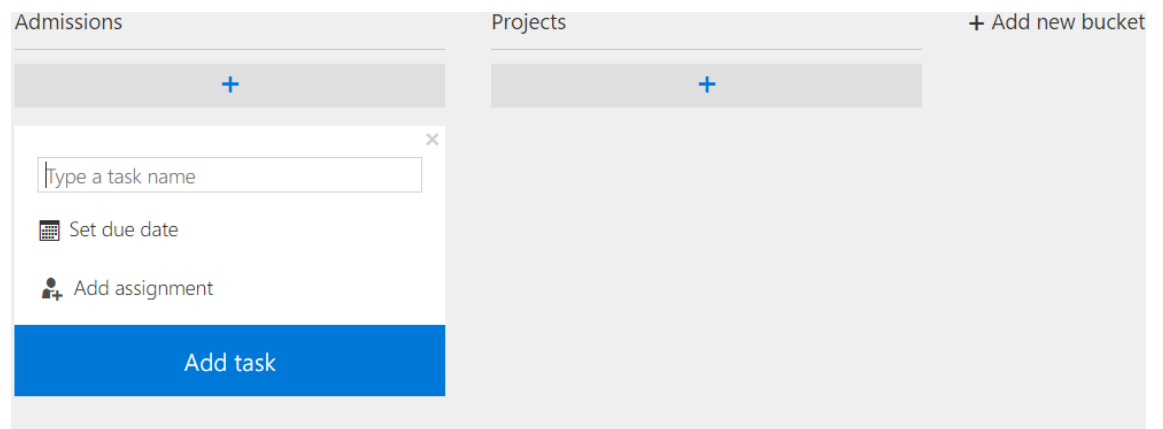 Admissions
Projects
+ Add new bucket
+
+
×
Type a task name
Set due date
Add assignment
Add task